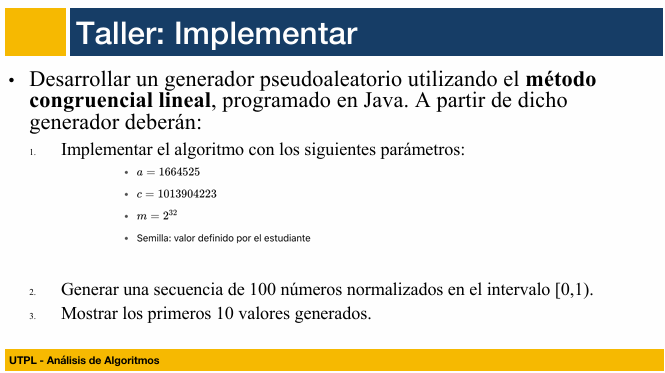 Taller: Implementar
• Desarrollar un generador pseudoaleatorio utilizando el método
congruencial lineal, programado en Java. A partir de dicho
generador deberán:
1. Implementar el algoritmo con los siguientes parámetros:
• a = 1664525
• c = 1013904223
• m = 2³²
• Semilla: valor definido por el estudiante
2. Generar una secuencia de 100 números normalizados en el intervalo [0,1).
3. Mostrar los primeros 10 valores generados.
UTPL - Análisis de Algoritmos